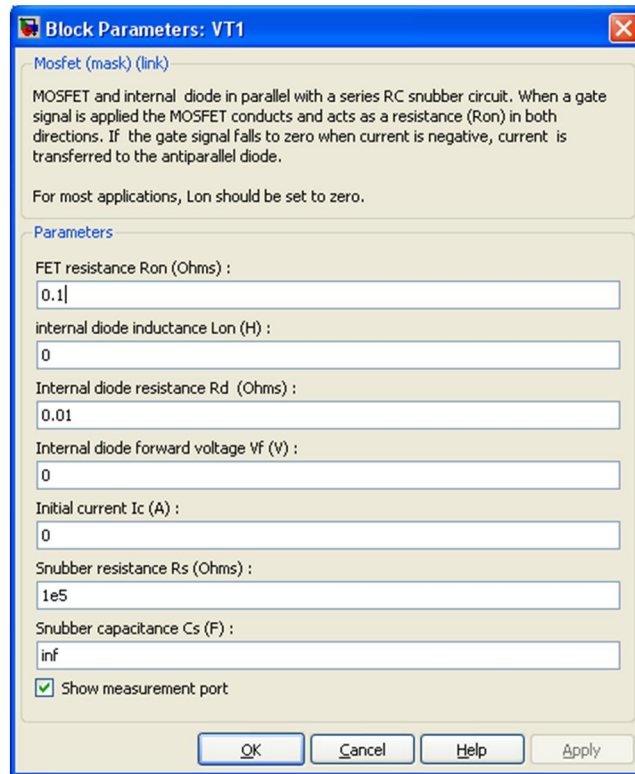 Block Parameters: VT1
Mosfet (mask) (link)
MOSFET and internal diode in parallel with a series RC snubber circuit. When a gate
signal is applied the MOSFET conducts and acts as a resistance (Ron) in both
directions. If the gate signal falls to zero when current is negative, current is
transferred to the antiparallel diode.
For most applications, Lon should be set to zero.
Parameters
FET resistance Ron (Ohms) :
0.1
internal diode inductance Lon (H) :
0
Internal diode resistance Rd (Ohms) :
0.01
Internal diode forward voltage Vf (V) :
0
Initial current Ic (A) :
0
Snubber resistance Rs (Ohms) :
1e5
Snubber capacitance Cs (F) :
inf
Show measurement port
OK Cancel Help Apply